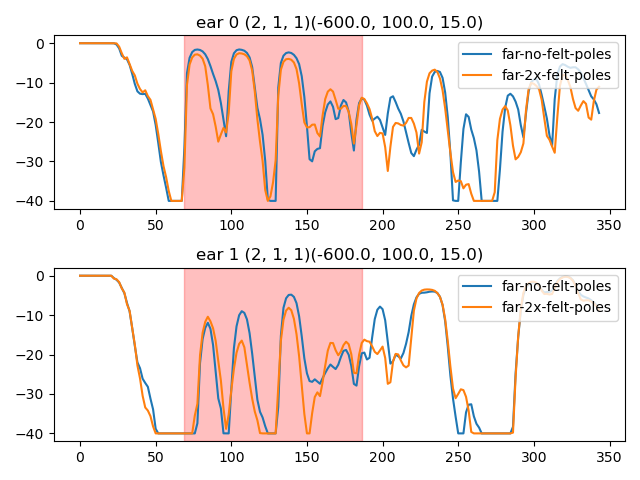 ear 0 (2, 1, 1)(-600.0, 100.0, 15.0)
0
−10
−20
−30
−40
far-no-felt-poles
far-2x-felt-poles
0 50 100 150 200 250 300 350
ear 1 (2, 1, 1)(-600.0, 100.0, 15.0)
0
−10
−20
−30
−40
far-no-felt-poles
far-2x-felt-poles
0 50 100 150 200 250 300 350